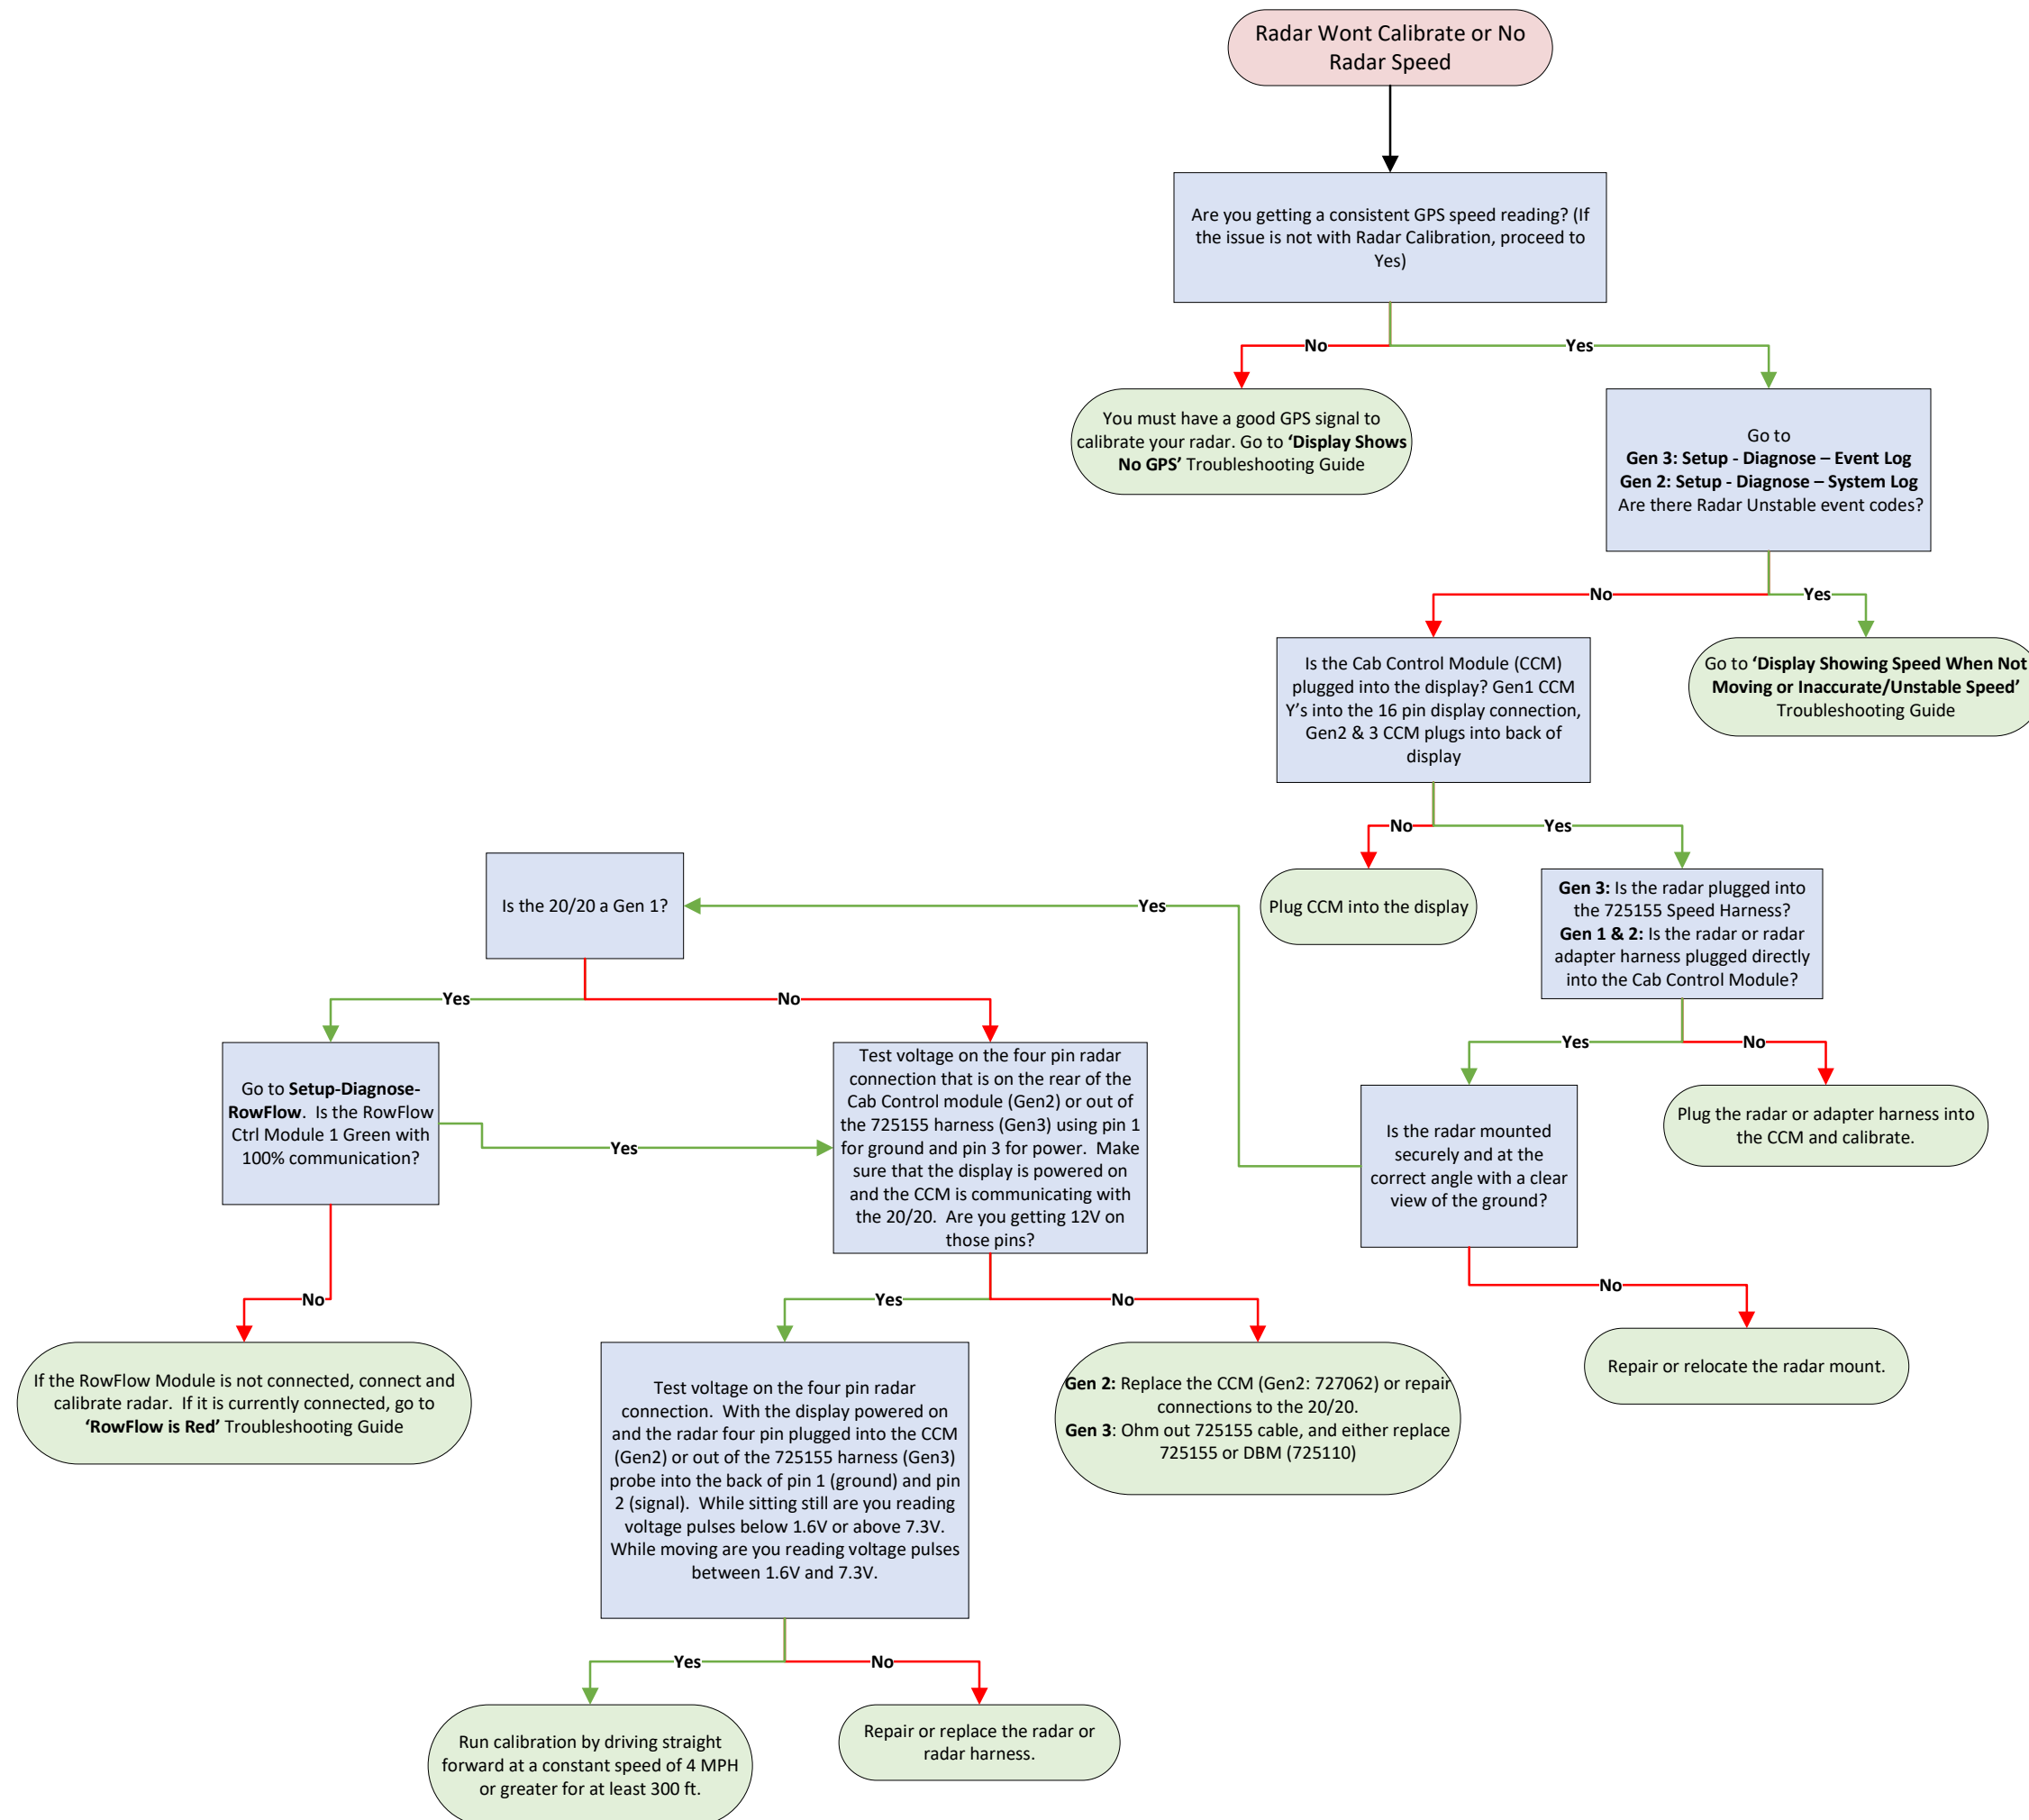 Radar Wont Calibrate or No
Radar Speed
Are you getting a consistent GPS speed reading? (If
the issue is not with Radar Calibration, proceed to
Yes)
No
Yes
You must have a good GPS signal to
calibrate your radar. Go to ‘Display Shows
No GPS’ Troubleshooting Guide
Go to
Gen 3: Setup - Diagnose – Event Log
Gen 2: Setup - Diagnose – System Log
Are there Radar Unstable event codes?
No
Yes
Is the Cab Control Module (CCM)
plugged into the display? Gen1 CCM
Y’s into the 16 pin display connection,
Gen2 & 3 CCM plugs into back of
display
Go to ‘Display Showing Speed When Not
Moving or Inaccurate/Unstable Speed’
Troubleshooting Guide
No
Yes
Is the 20/20 a Gen 1?
Yes
Plug CCM into the display
Gen 3: Is the radar plugged into
the 725155 Speed Harness?
Gen 1 & 2: Is the radar or radar
adapter harness plugged directly
into the Cab Control Module?
Yes
No
Yes
No
Go to Setup-Diagnose-
RowFlow. Is the RowFlow
Ctrl Module 1 Green with
100% communication?
Yes
Test voltage on the four pin radar
connection that is on the rear of the
Cab Control module (Gen2) or out of
the 725155 harness (Gen3) using pin 1
for ground and pin 3 for power. Make
sure that the display is powered on
and the CCM is communicating with
the 20/20. Are you getting 12V on
those pins?
Is the radar mounted
securely and at the
correct angle with a clear
view of the ground?
Plug the radar or adapter harness into
the CCM and calibrate.
No
Yes
No
No
If the RowFlow Module is not connected, connect and
calibrate radar. If it is currently connected, go to
‘RowFlow is Red’ Troubleshooting Guide
Test voltage on the four pin radar
connection. With the display powered on
and the radar four pin plugged into the CCM
(Gen2) or out of the 725155 harness (Gen3)
probe into the back of pin 1 (ground) and pin
2 (signal). While sitting still are you reading
voltage pulses below 1.6V or above 7.3V.
While moving are you reading voltage pulses
between 1.6V and 7.3V.
Gen 2: Replace the CCM (Gen2: 727062) or repair
connections to the 20/20.
Gen 3: Ohm out 725155 cable, and either replace
725155 or DBM (725110)
Repair or relocate the radar mount.
Yes
No
Run calibration by driving straight
forward at a constant speed of 4 MPH
or greater for at least 300 ft.
Repair or replace the radar or
radar harness.